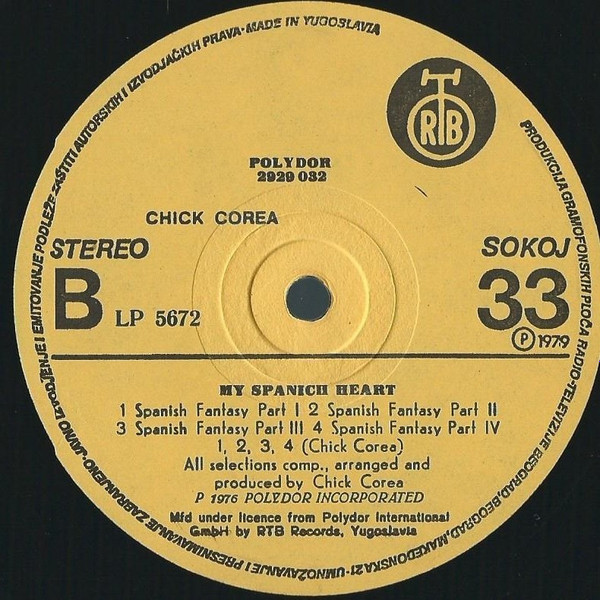 PRODUKCIJA GRAMOFONSKIH PLOČA RADIO-TELEVIZIJE BEOGRAD, BEOGRAD, MAKEDONSKA 21 - UMNOŽAVANJE I PRESNIMAVANJE ZABRANJENO - JAVNO IZVODJENJE I EMITOVANJE PODLEŽE ZAŠTITI AUTORSKIH I IZVODJAČKIH PRAVA - MADE IN YUGOSLAVIA
RTB
POLYDOR
2929 032
CHICK COREA
STEREO SOKOJ
B LP 5672 33
Ⓟ 1979
MY SPANICH HEART
1 Spanish Fantasy Part I 2 Spanish Fantasy Part II
3 Spanish Fantasy Part III 4 Spanish Fantasy Part IV
1, 2, 3, 4 (Chick Corea)
All selections comp., arranged and
produced by Chick Corea
P 1976 POLYDOR INCORPORATED
Mfd under licence from Polydor International
GmbH by RTB Records, Yugoslavia